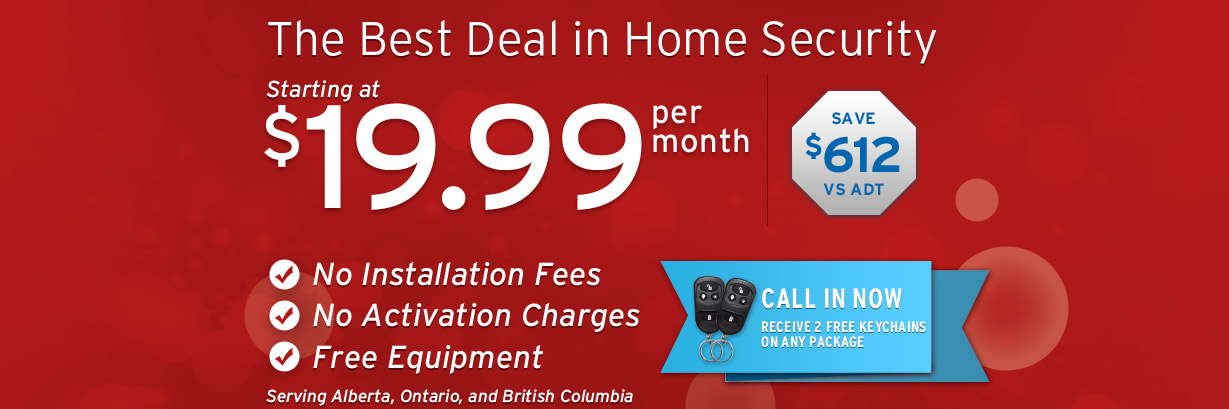 The Best Deal in Home Security
Starting at
$19.99
per
month
SAVE
$612
VS ADT
No Installation Fees
No Activation Charges
Free Equipment
Serving Alberta, Ontario, and British Columbia
CALL IN NOW
RECEIVE 2 FREE KEYCHAINS
ON ANY PACKAGE